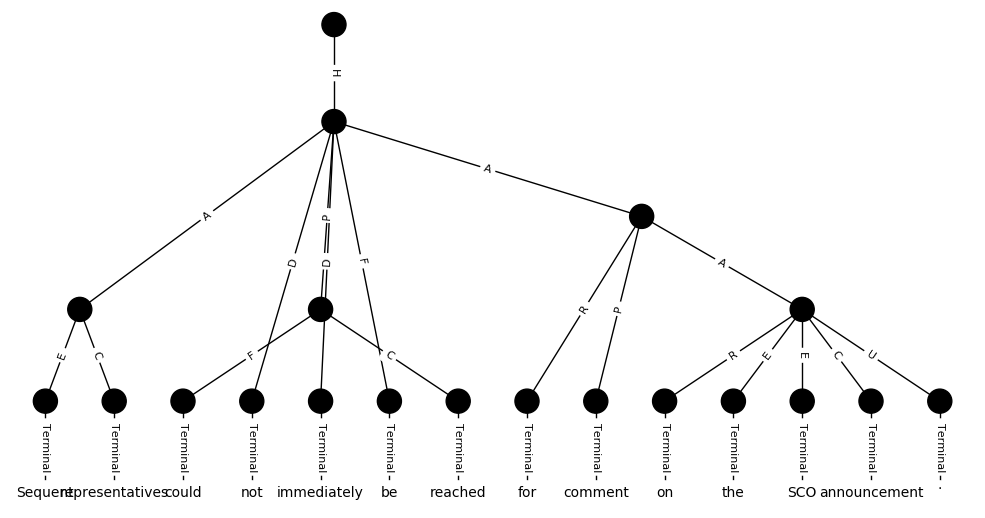 H
A
A
P
D
D
F
A
R
P
E
C
F
C
R
E
E
C
U
Terminal Terminal Terminal Terminal Terminal Terminal Terminal Terminal Terminal Terminal Terminal Terminal Terminal Terminal
Sequent representatives could not immediately be reached for comment on the SCO announcement .